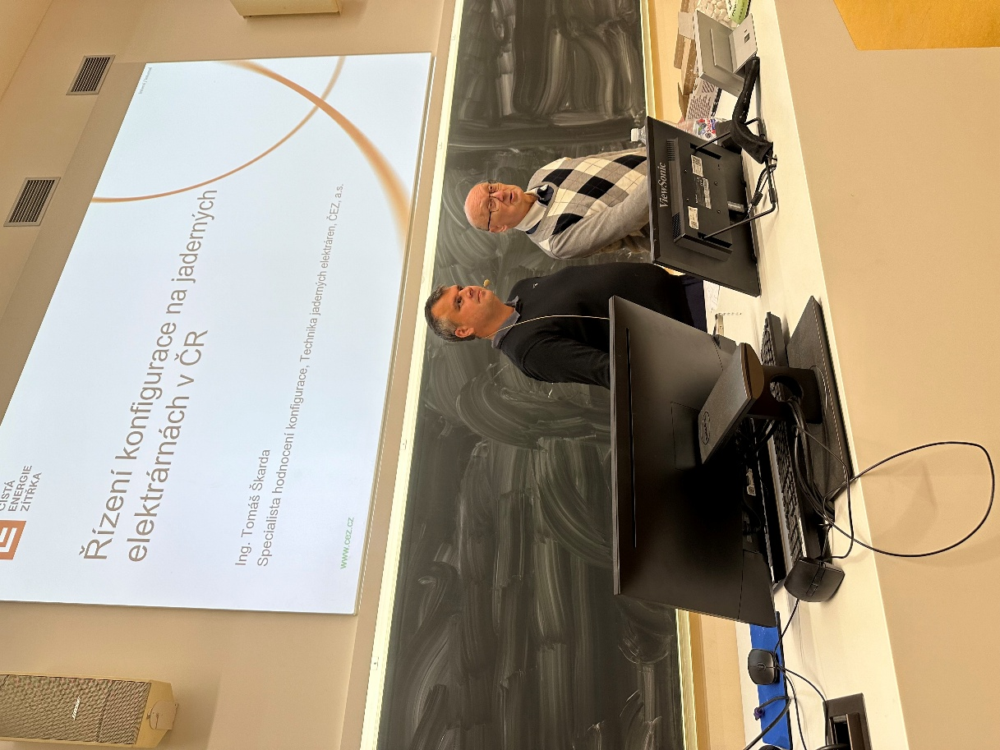 ČISTÁ
ENERGIE
ZÍTŘKA
Řízení konfigurace na jaderných
elektrárnách v ČR
Ing. Tomáš Škarda
Specialista hodnocení konfigurace, Technika jaderných elektráren, ČEZ, a.s.
www.cez.cz
ViewSonic